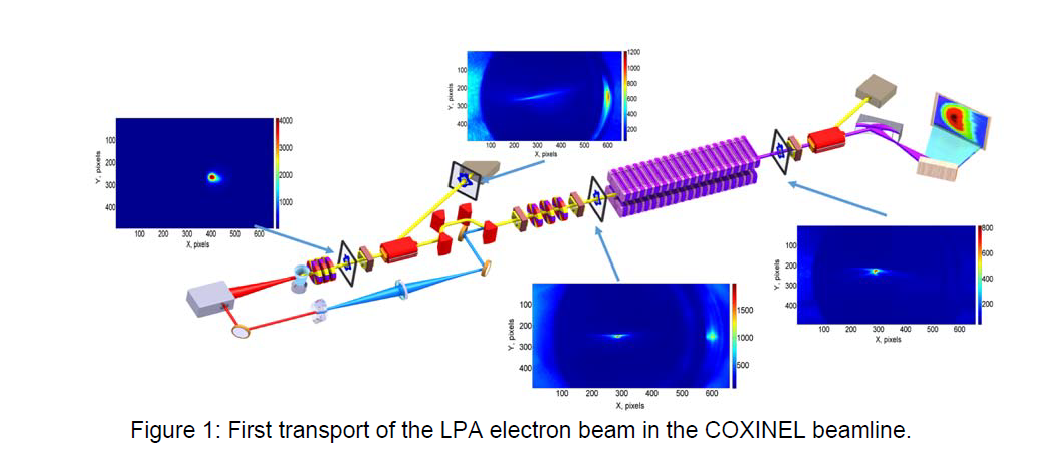 1200
1000
800
600
400
200
100
200
300
400
Y, pixels
100 200 300 400 500 600
X, pixels
4000
3000
2000
1000
100
200
300
400
Y, pixels
100 200 300 400 500 600
X, pixels
800
600
400
200
100
200
300
400
Y, pixels
100 200 300 400 500 600
X, pixels
1500
1000
500
100
200
300
400
Y, pixels
100 200 300 400 500 600
X, pixels
Figure 1: First transport of the LPA electron beam in the COXINEL beamline.